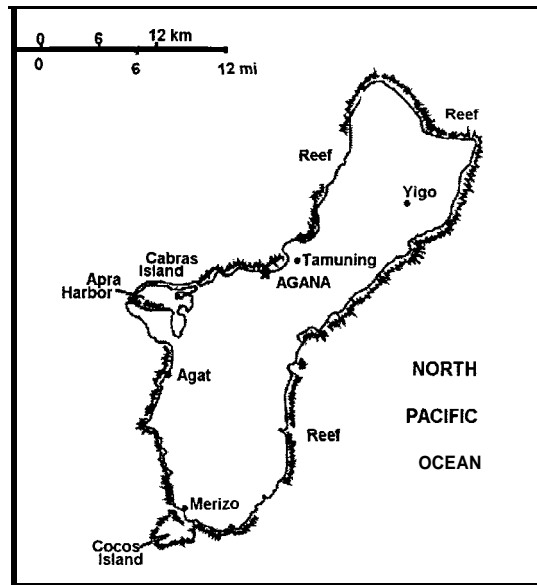 0 6 12 km
0 6 12 mi
Reef
Reef
Yigo
Cabras
Island
Tamuning
Apra
Harbor
AGANA
NORTH
Agat
PACIFIC
Reef
OCEAN
Merizo
Cocos
Island